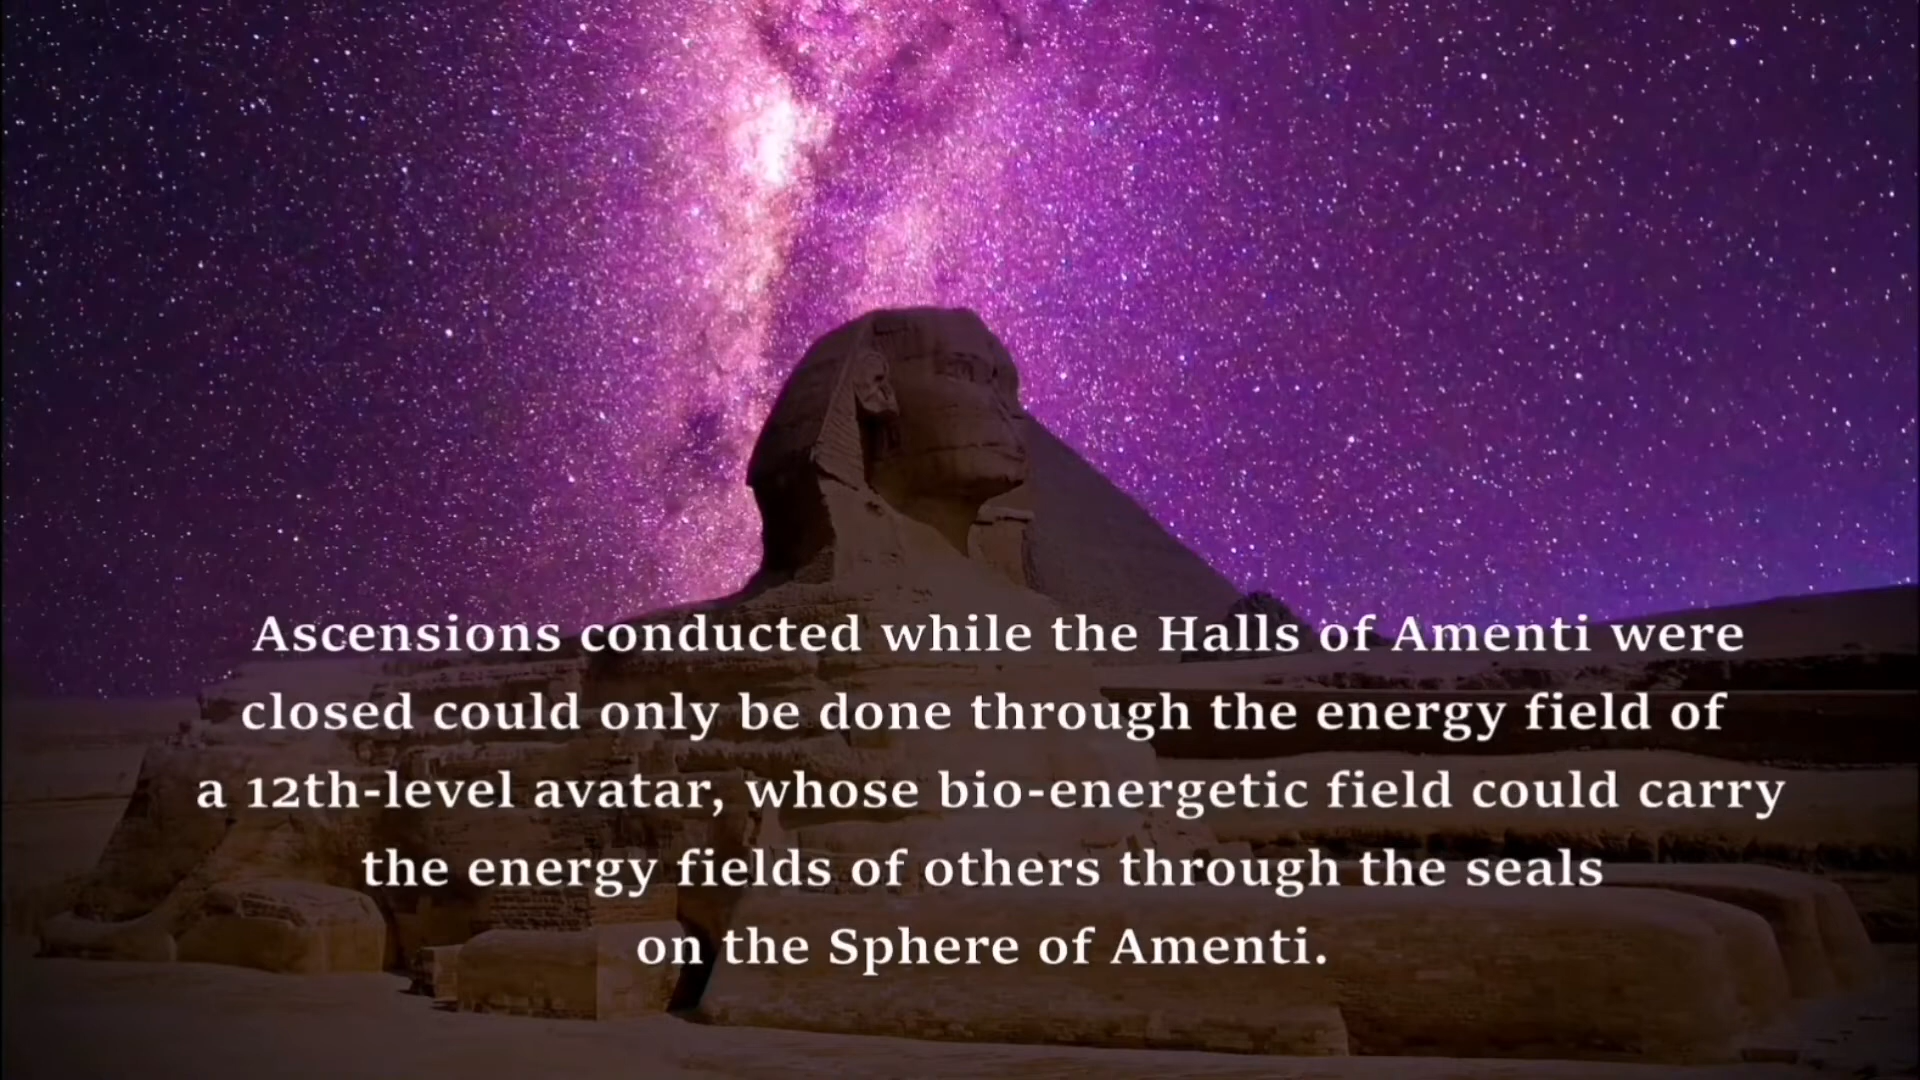 Ascensions conducted while the Halls of Amenti were
closed could only be done through the energy field of
a 12th-level avatar, whose bio-energetic field could carry
the energy fields of others through the seals
on the Sphere of Amenti.